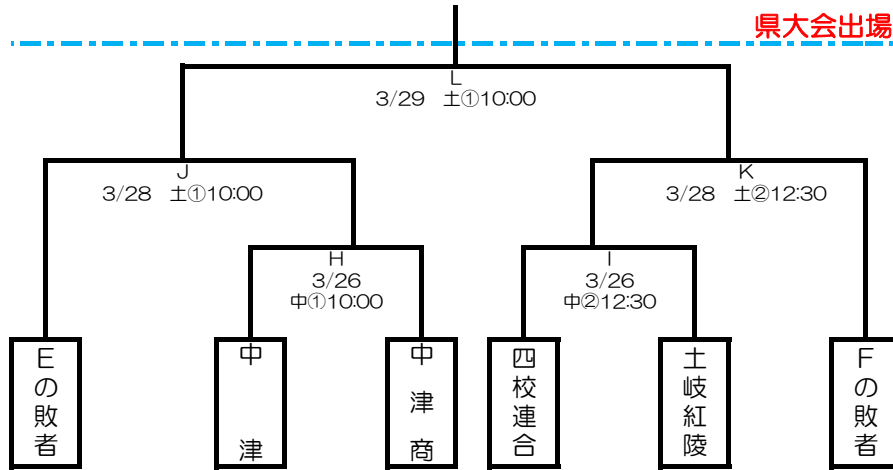 県大会出場
L
3/29 土①10:00
J
3/28 土①10:00
K
3/28 土②12:30
H
3/26
中①10:00
I
3/26
中②12:30
Eの敗者
中津
中津商
四校連合
土岐紅陵
Fの敗者